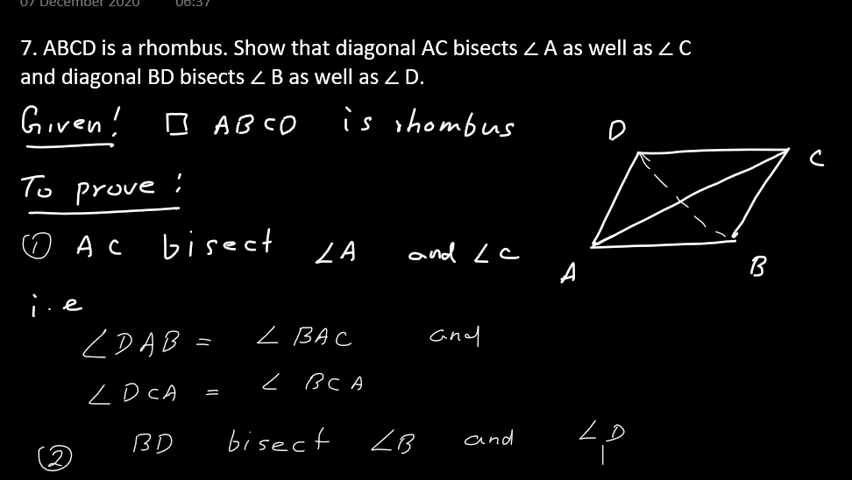 07 December 2020 06:37
7. ABCD is a rhombus. Show that diagonal AC bisects ∠ A as well as ∠ C
and diagonal BD bisects ∠ B as well as ∠ D.
Given! □ ABCD is rhombus
To prove:
① AC bisect ∠A and ∠C
i.e
∠DAB = ∠BAC and
∠DCA = ∠BCA
② BD bisect ∠B and ∠D
D
C
A
B